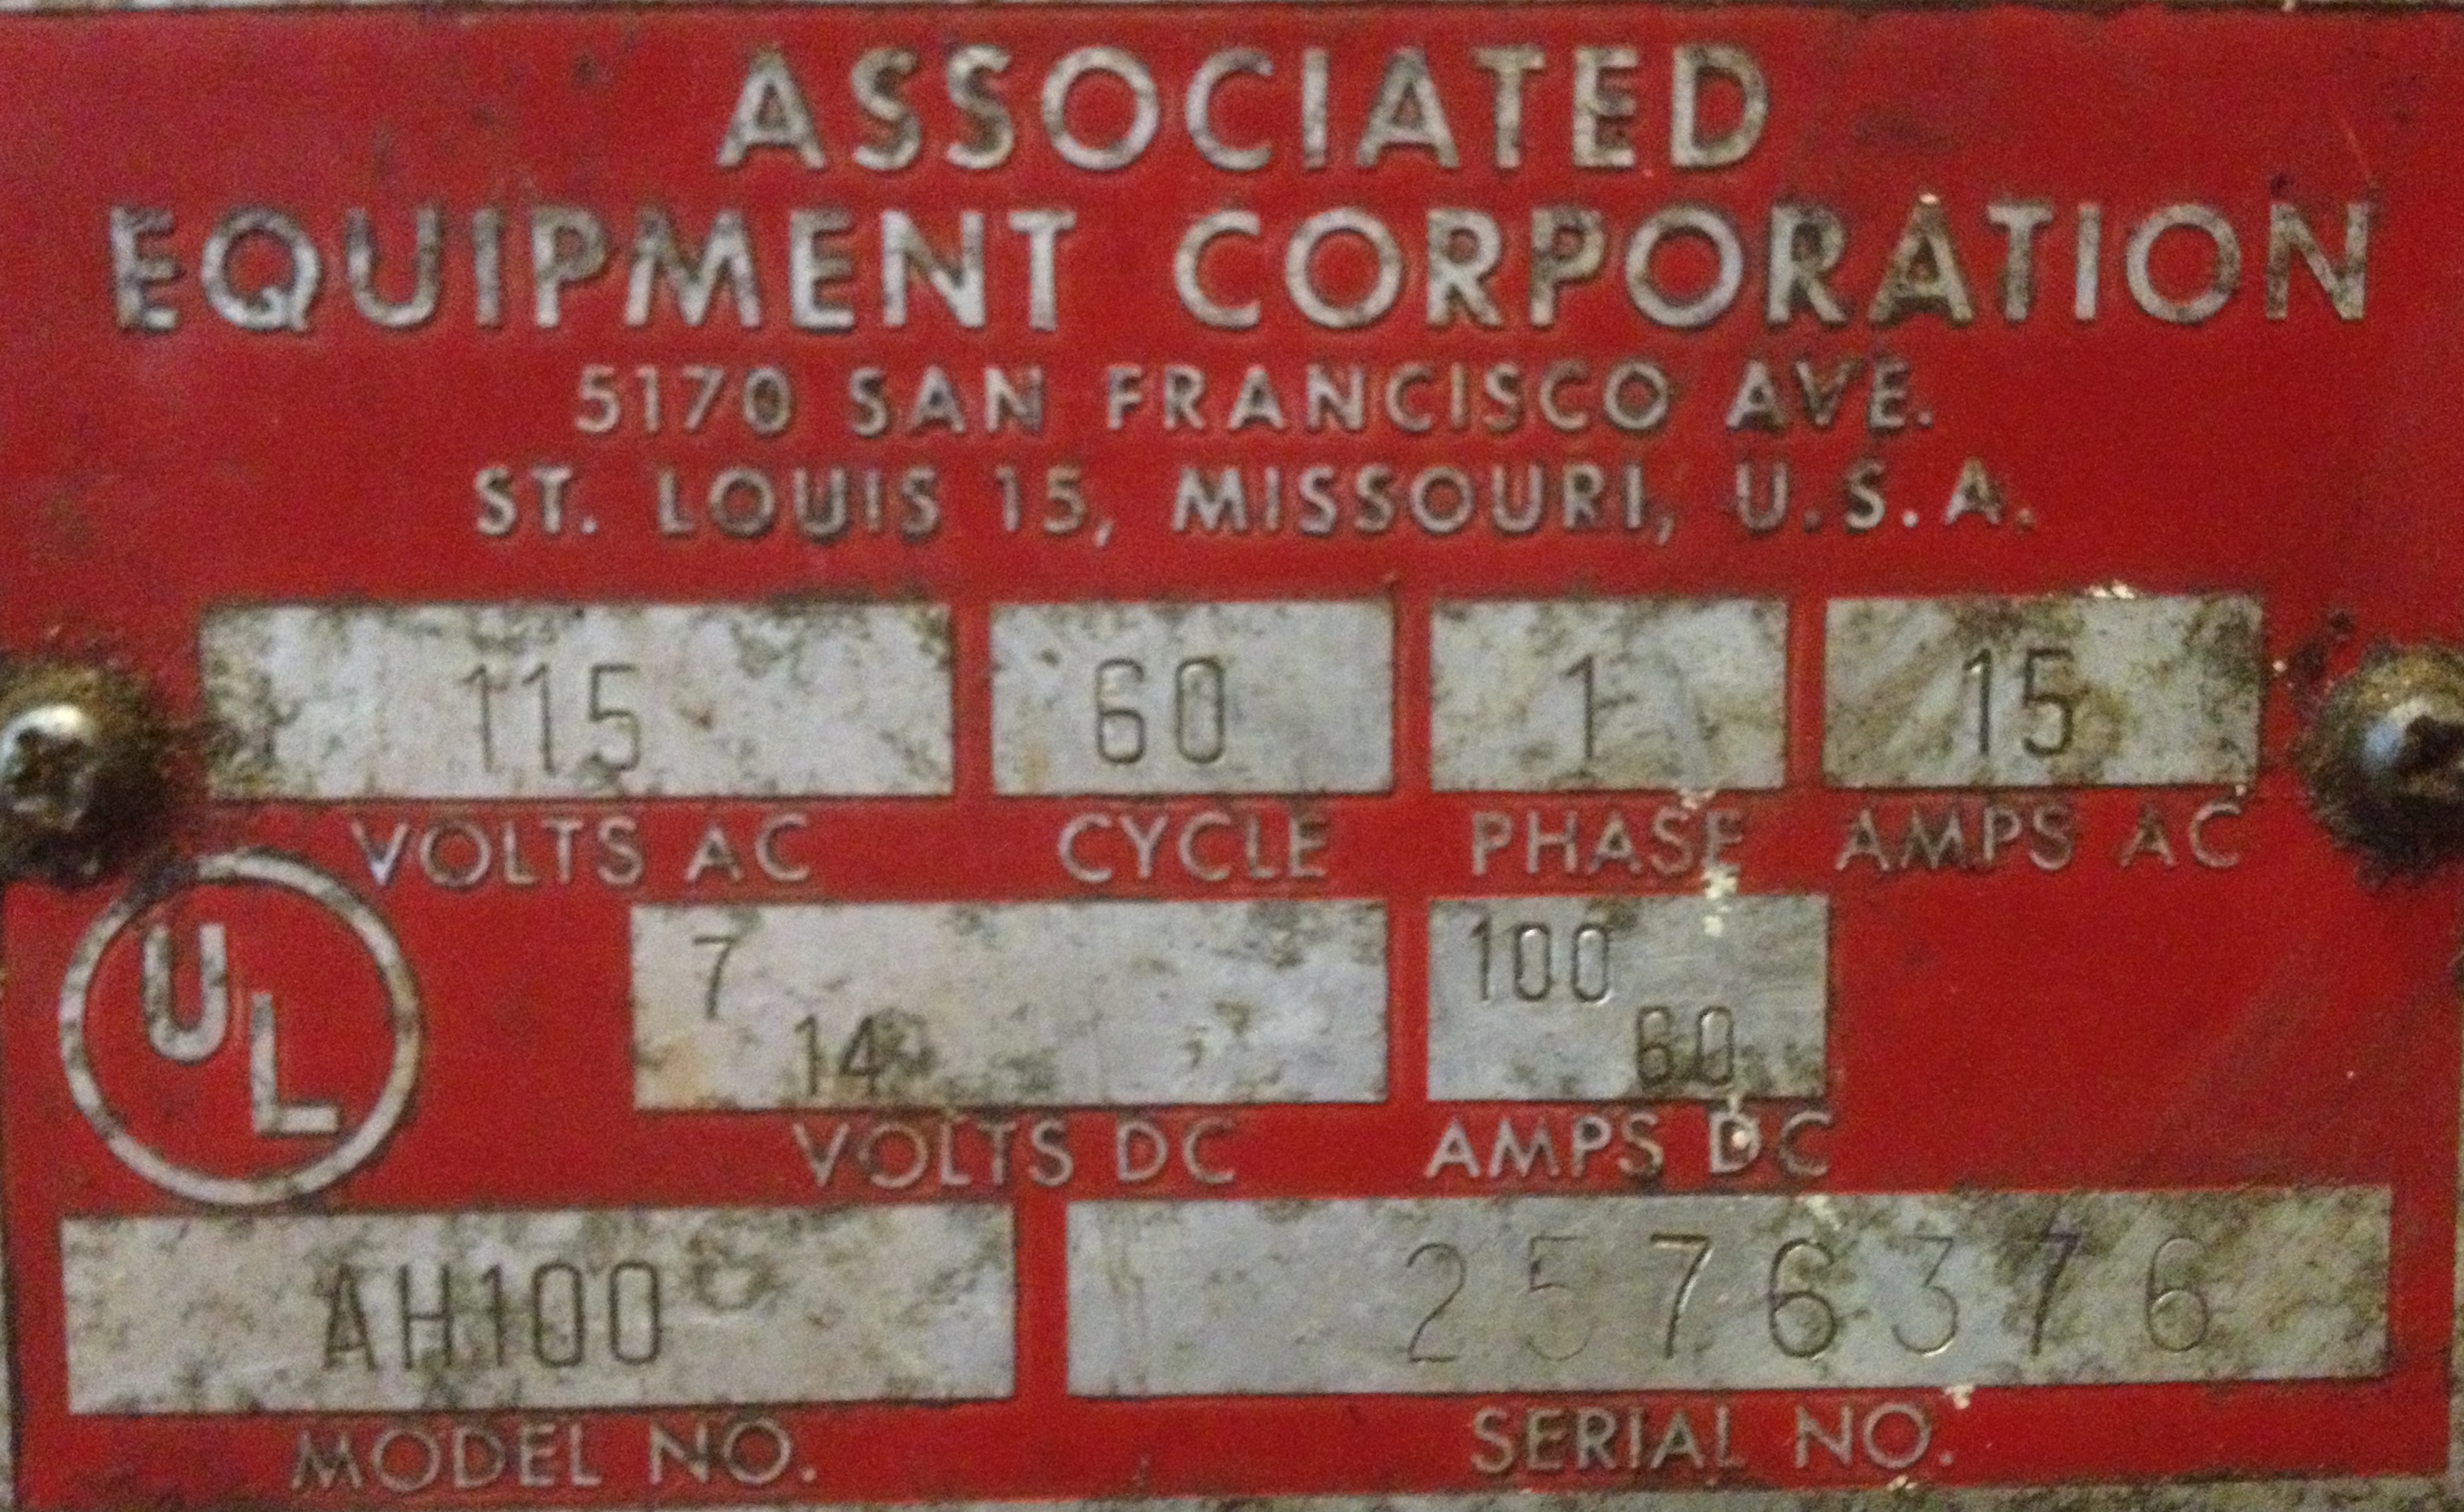 ASSOCIATED
EQUIPMENT CORPORATION
5170 SAN FRANCISCO AVE.
ST. LOUIS 15, MISSOURI, U.S.A.
115 60 1 15
VOLTS AC CYCLE PHASE AMPS AC
UL
7 100
14 60
VOLTS DC AMPS DC
AH100 2576376
MODEL NO. SERIAL NO.